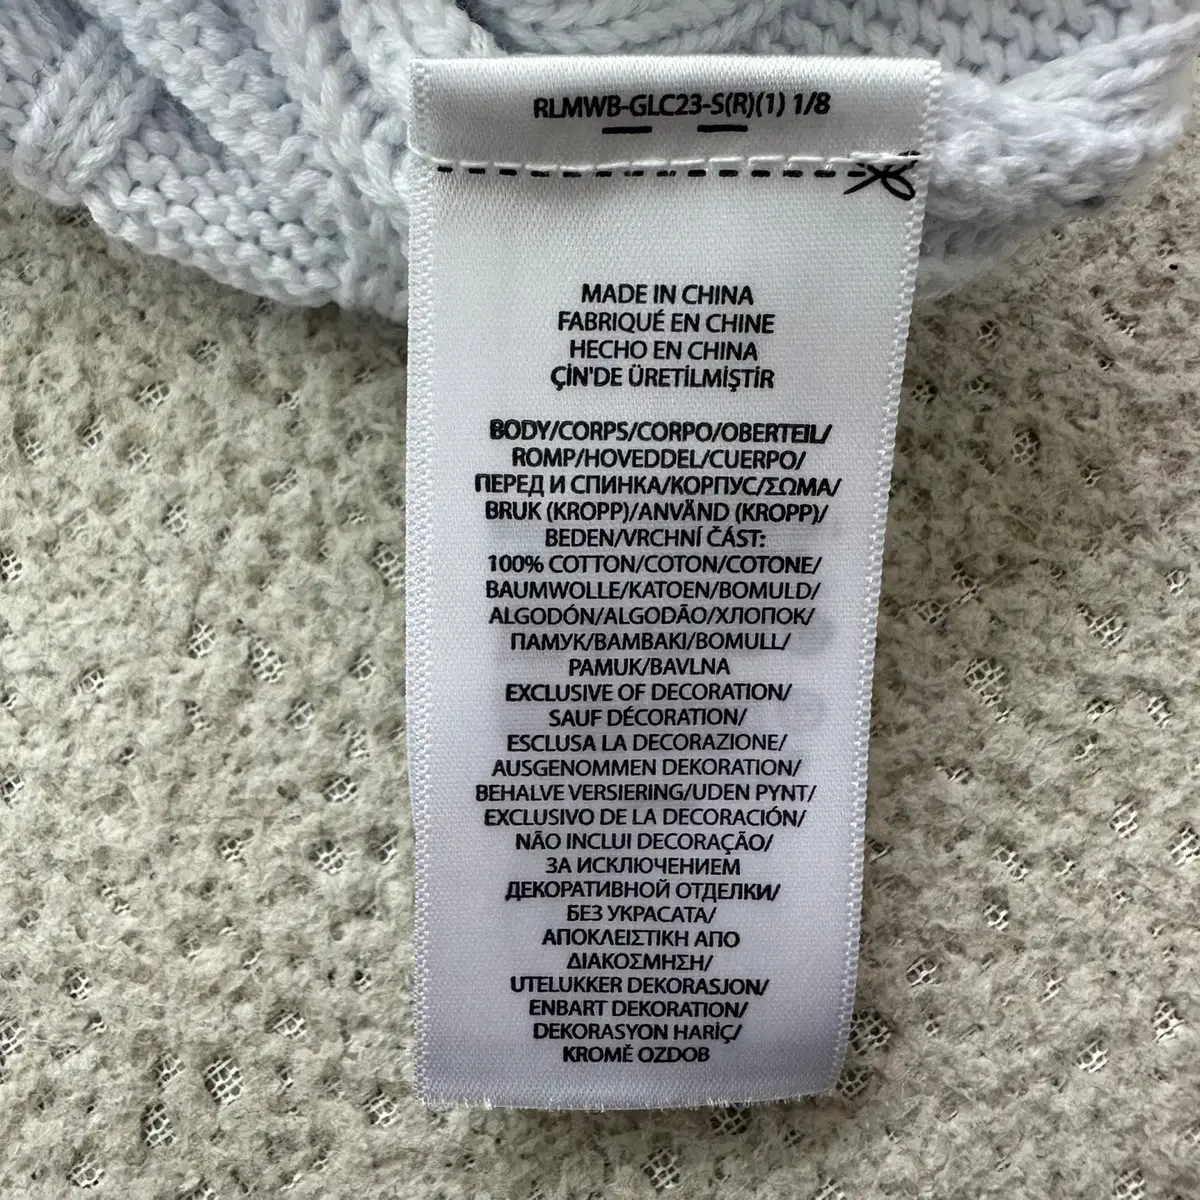 RLMWB-GLC23-S(R)(1) 1/8
MADE IN CHINA
FABRIQUÉ EN CHINE
HECHO EN CHINA
ÇİN'DE ÜRETİLMİŞTİR
BODY/CORPS/CORPO/OBERTEIL/
ROMP/HOVEDDEL/CUERPO/
ПЕРЕД И СПИНКА/КОРПУС/ΣΩΜΑ/
BRUK (KROPP)/ANVÄND (KROPP)/
BEDEN/VRCHNÍ ČÁST:
100% COTTON/COTON/COTONE/
BAUMWOLLE/KATOEN/BOMULD/
ALGODÓN/ALGODÃO/ХЛОПОК/
ПАМУК/ΒΑΜΒΑΚΙ/BOMULL/
PAMUK/BAVLNA
EXCLUSIVE OF DECORATION/
SAUF DÉCORATION/
ESCLUSA LA DECORAZIONE/
AUSGENOMMEN DEKORATION/
BEHALVE VERSIERING/UDEN PYNT/
EXCLUSIVO DE LA DECORACIÓN/
NÃO INCLUI DECORAÇÃO/
ЗА ИСКЛЮЧЕНИЕМ
ДЕКОРАТИВНОЙ ОТДЕЛКИ/
БЕЗ УКРАСАТА/
ΑΠΟΚΛΕΙΣΤΙΚΗ ΑΠΟ
ΔΙΑΚΟΣΜΗΣΗ/
UTELUKKER DEKORASJON/
ENBART DEKORATION/
DEKORASYON HARİÇ/
KROMĚ OZDOB